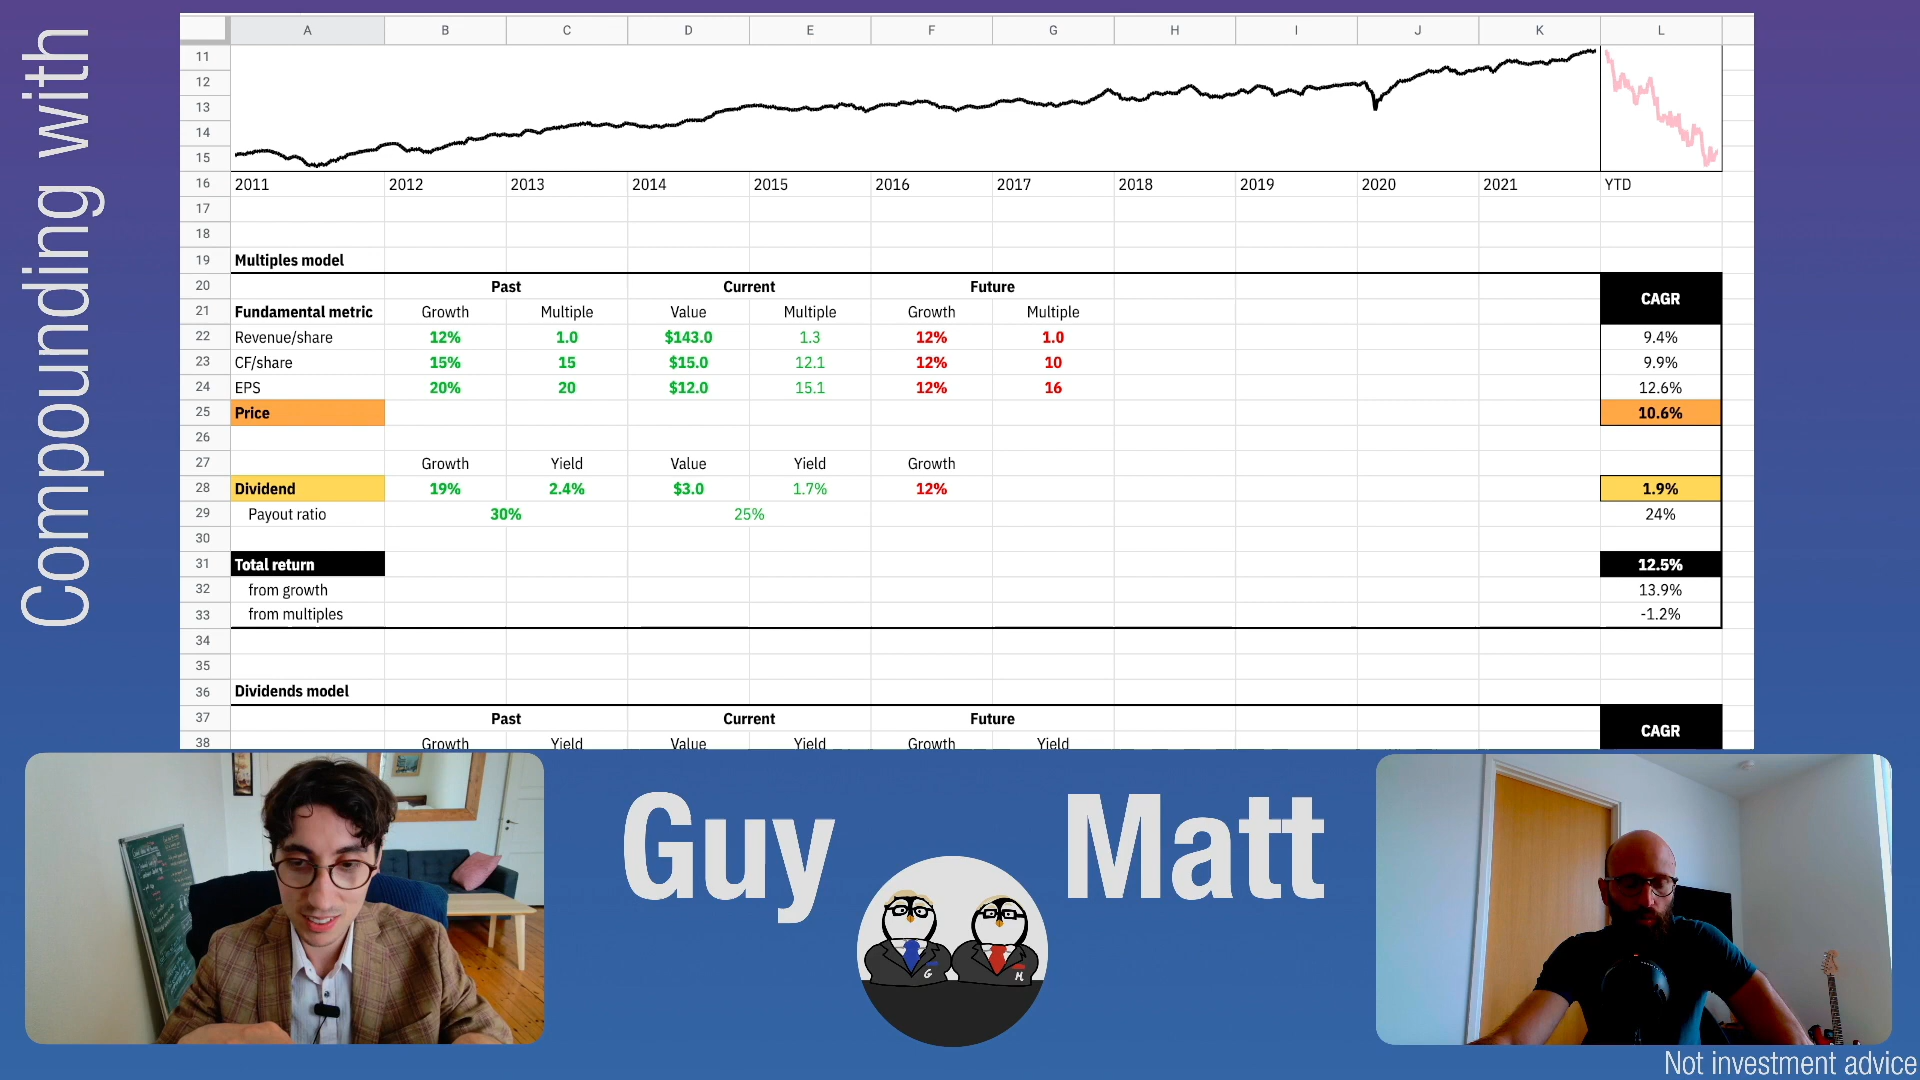 Compounding with
A B C D E F G H I J K L
11
12
13
14
15
16 2011 2012 2013 2014 2015 2016 2017 2018 2019 2020 2021 YTD
17
18
19 Multiples model
20 Past Current Future CAGR
21 Fundamental metric Growth Multiple Value Multiple Growth Multiple
22 Revenue/share 12% 1.0 $143.0 1.3 12% 1.0 9.4%
23 CF/share 15% 15 $15.0 12.1 12% 10 9.9%
24 EPS 20% 20 $12.0 15.1 12% 16 12.6%
25 Price 10.6%
26
27 Growth Yield Value Yield Growth
28 Dividend 19% 2.4% $3.0 1.7% 12% 1.9%
29 Payout ratio 30% 25% 24%
30
31 Total return 12.5%
32 from growth 13.9%
33 from multiples -1.2%
34
35
36 Dividends model
37 Past Current Future CAGR
38 Growth Yield Value Yield Growth Yield
Guy Matt
G M
Not investment advice